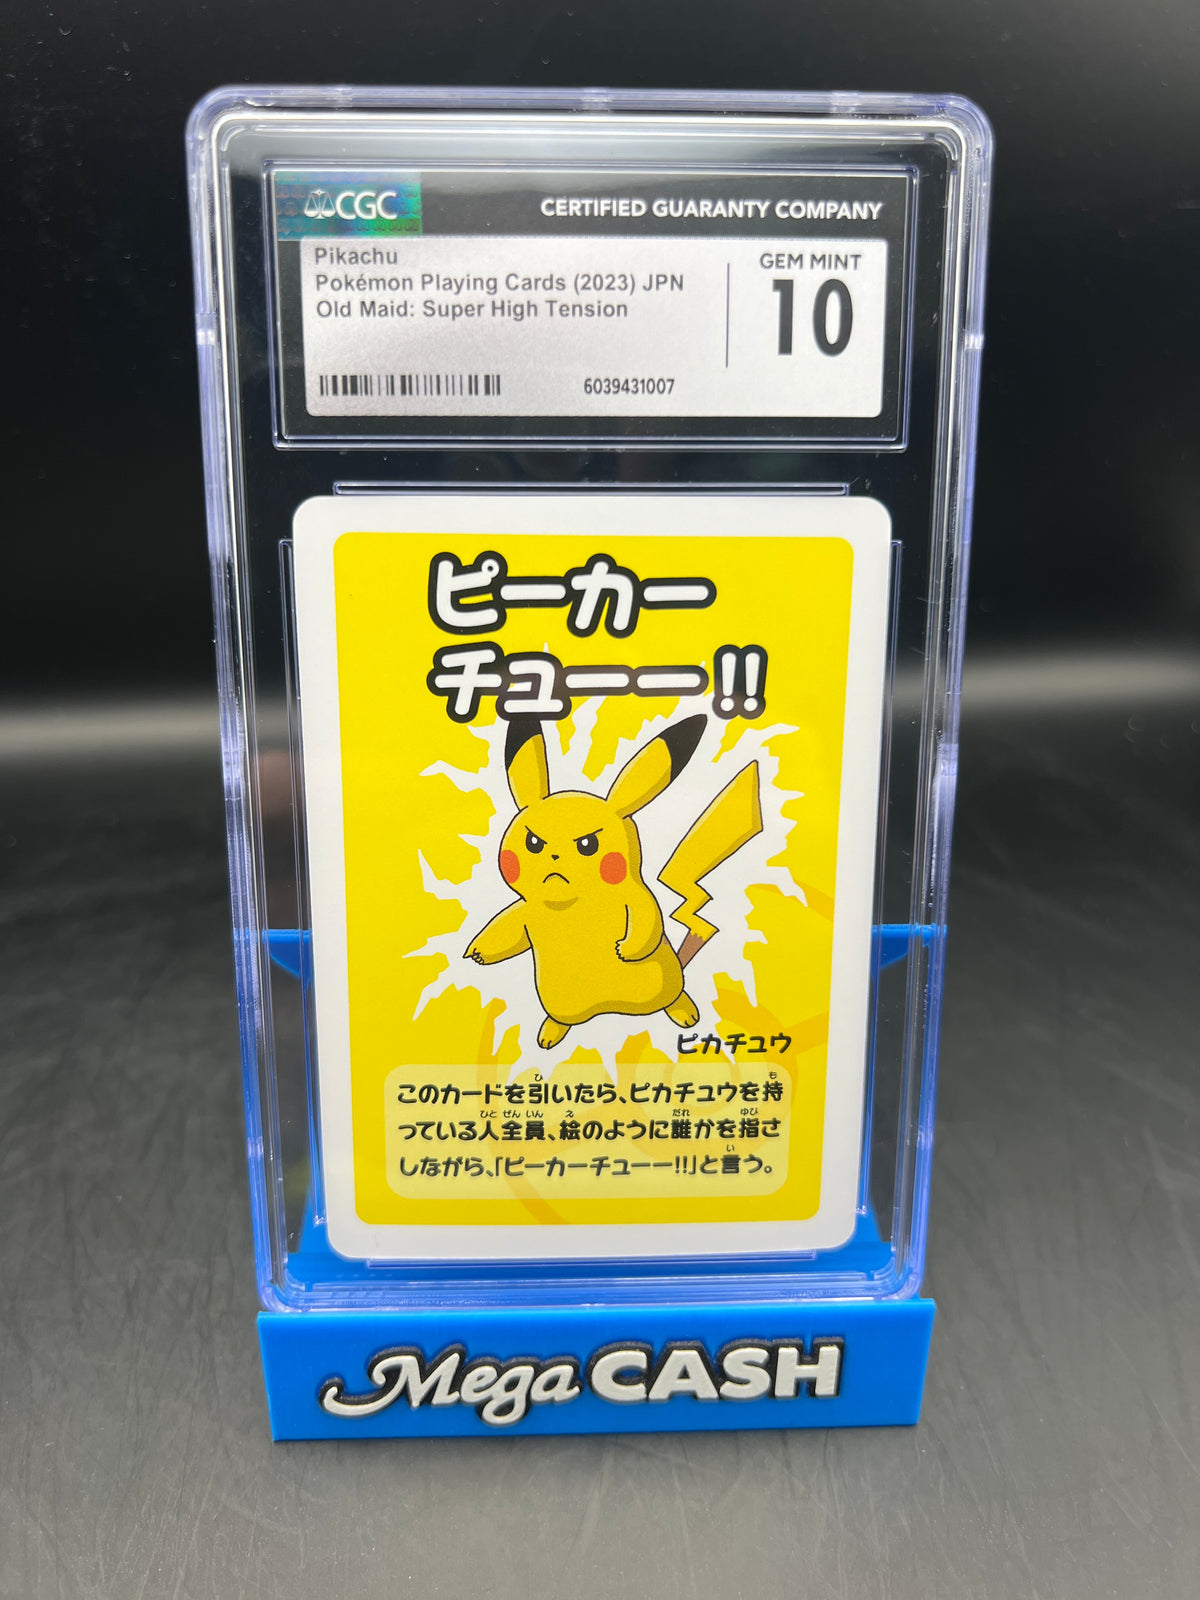 CGC
CERTIFIED GUARANTY COMPANY
Pikachu
Pokémon Playing Cards (2023) JPN
Old Maid: Super High Tension
GEM MINT
10
6039431007
ピーカー
チューーー!!
ピカチュウ
このカードを引いたら、ピカチュウを持
っている人全員、絵のように誰かを指さ
しながら、「ピーカーチューー!!」と言う。
Mega CASH